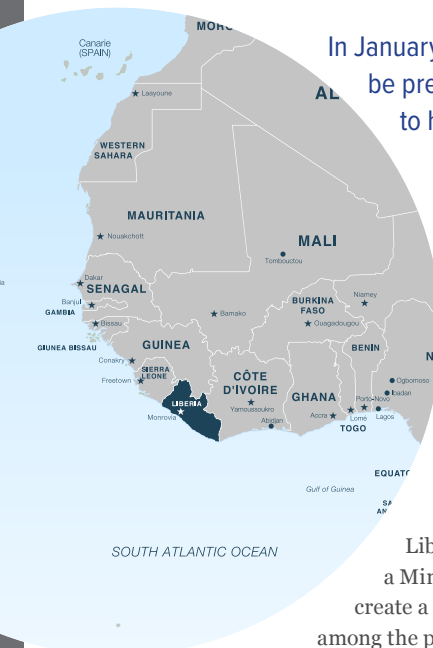 MORO
Canarie
(SPAIN)
In January
be pre
to h
AL
Laayoune
WESTERN
SAHARA
MAURITANIA
Nouakchott
MALI
Tombouctou
Dakar
SENAGAL
Banjul
GAMBIA
Bissau
GIUNEA BISSAU
Bamako
BURKINA
FASO
Niamey
Ouagadougou
GUINEA
Conakry
SIERRA
LEONE
Freetown
BENIN
N
CÔTE
D'IVOIRE
GHANA
Ogbomoso
Ibadan
Porto-Novo
LIBERIA
Monrovia
Yamoussoukro
Abidjan
Accra
Lomé
Lagos
TOGO
EQUATO
Gulf of Guinea
SA
AN
SOUTH ATLANTIC OCEAN
Lib
a Min
create a
among the p